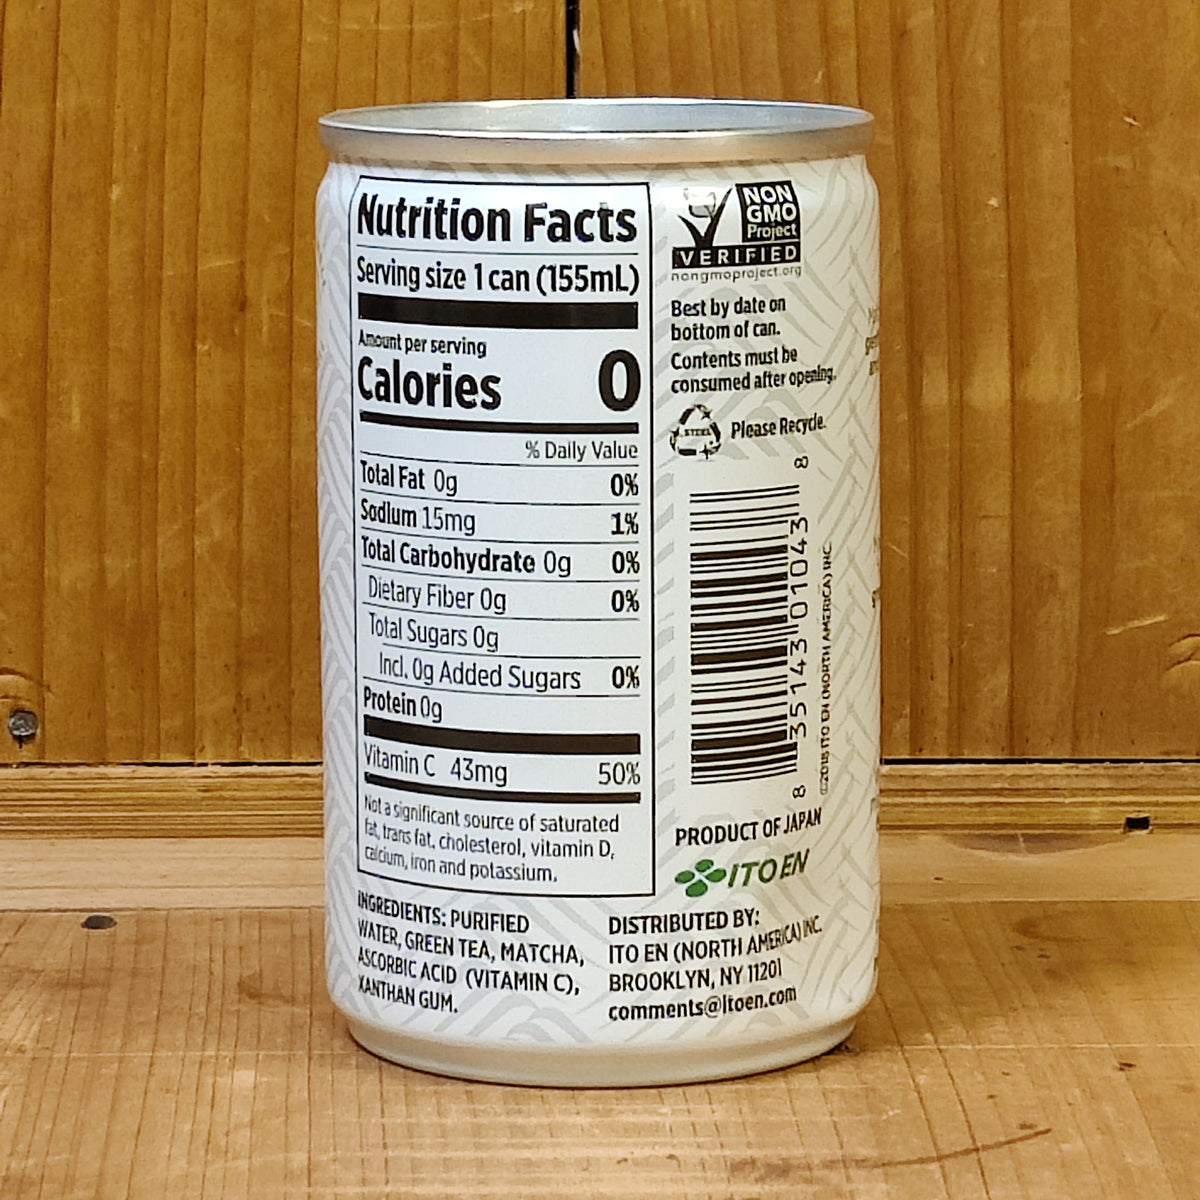 Nutrition Facts
Serving size 1 can (155mL)
Amount per serving
Calories 0
% Daily Value
Total Fat 0g 0%
Sodium 15mg 1%
Total Carbohydrate 0g 0%
Dietary Fiber 0g 0%
Total Sugars 0g
Incl. 0g Added Sugars 0%
Protein 0g
Vitamin C 43mg 50%
Not a significant source of saturated
fat, trans fat, cholesterol, vitamin D,
calcium, iron and potassium.
INGREDIENTS: PURIFIED
WATER, GREEN TEA, MATCHA,
ASCORBIC ACID (VITAMIN C),
XANTHAN GUM.
NON
GMO
Project
VERIFIED
nongmoproject.org
Best by date on
bottom of can.
Contents must be
consumed after opening.
STEEL
Please Recycle.
8 35143 01043 8
©2018 ITO EN (NORTH AMERICA) INC.
PRODUCT OF JAPAN
ITO EN
DISTRIBUTED BY:
ITO EN (NORTH AMERICA) INC.
BROOKLYN, NY 11201
comments@itoen.com